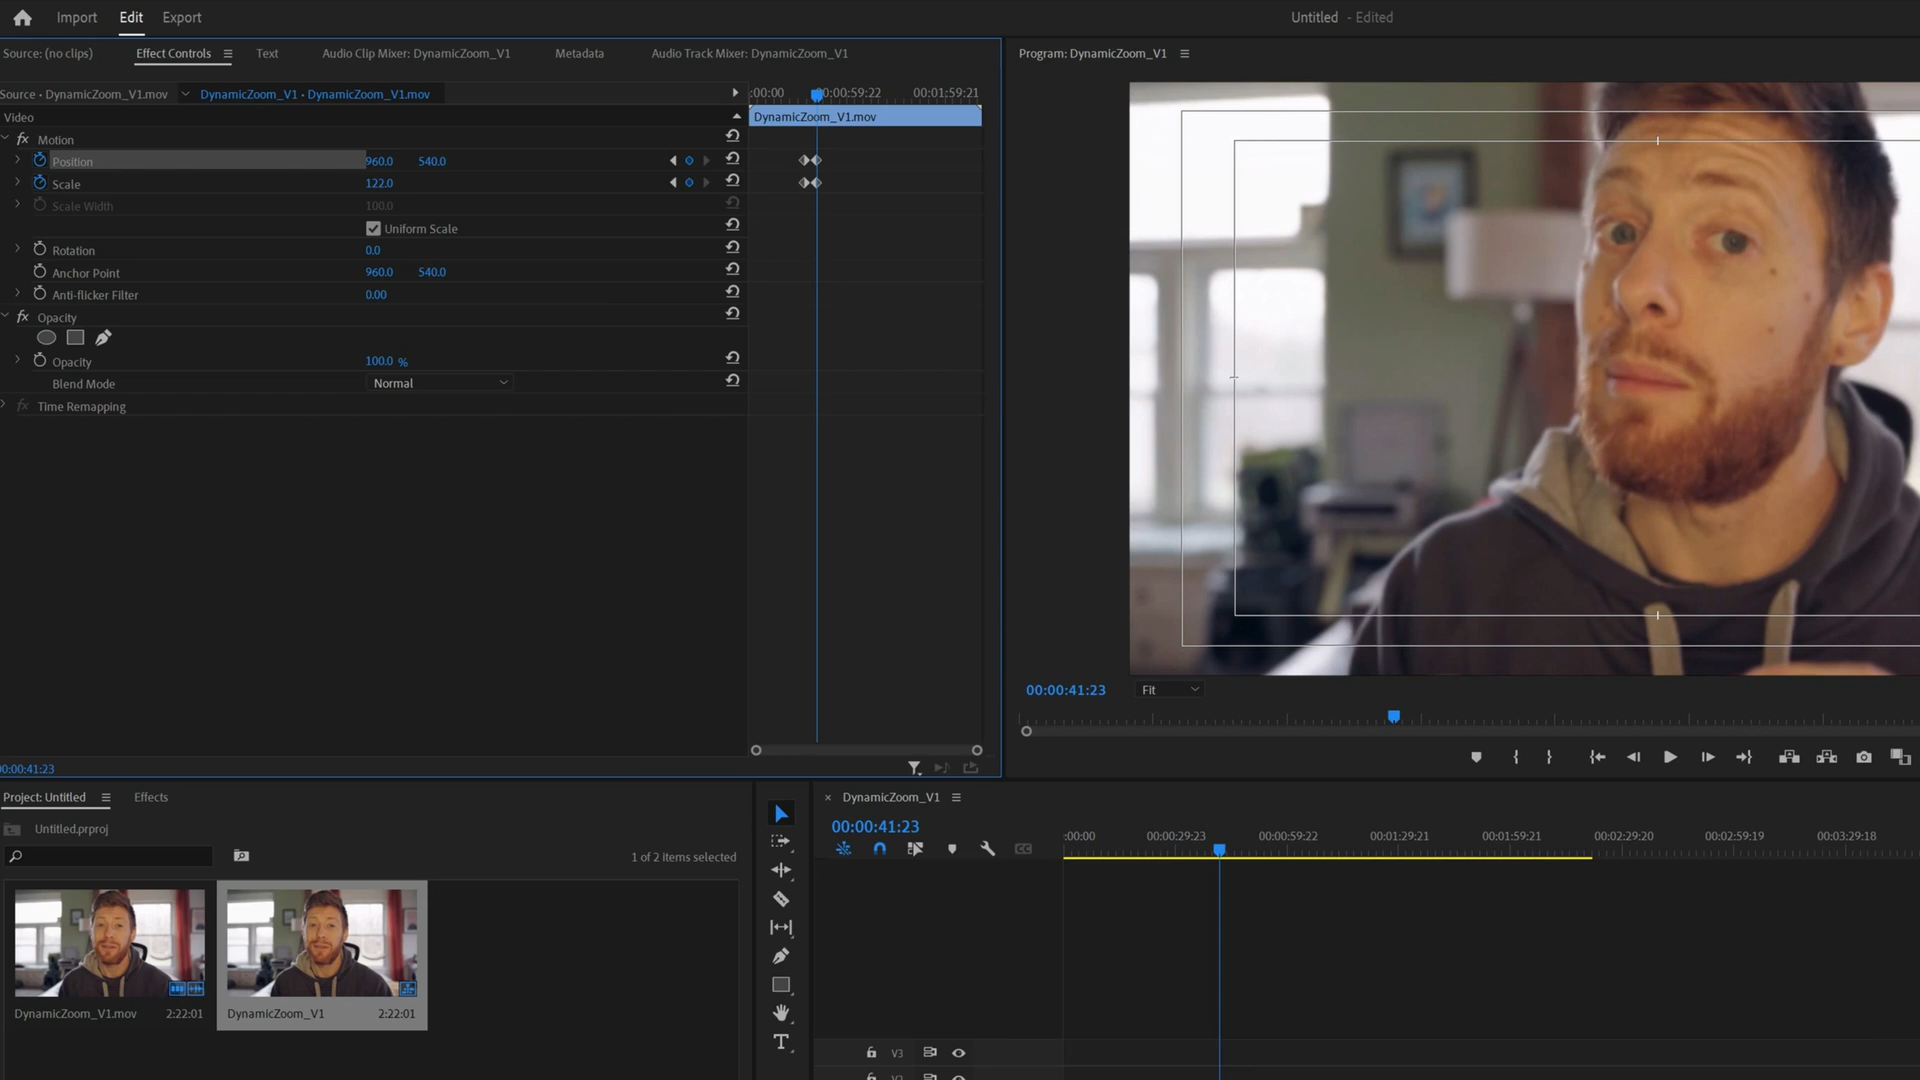 Import Edit Export Untitled - Edited
Source: (no clips) Effect Controls Text Audio Clip Mixer: DynamicZoom_V1 Metadata Audio Track Mixer: DynamicZoom_V1
Program: DynamicZoom_V1
Source • DynamicZoom_V1.mov DynamicZoom_V1 • DynamicZoom_V1.mov :00:00 00:00:59:22 00:01:59:21
Video DynamicZoom_V1.mov
fx Motion
Position 960.0 540.0
Scale 122.0
Scale Width 100.0
Uniform Scale
Rotation 0.0
Anchor Point 960.0 540.0
Anti-flicker Filter 0.00
fx Opacity
Opacity 100.0 %
Blend Mode Normal
fx Time Remapping
00:00:41:23 Fit
0:00:41:23
Project: Untitled Effects
Untitled.prproj
1 of 2 items selected
DynamicZoom_V1.mov 2:22:01 DynamicZoom_V1 2:22:01
× DynamicZoom_V1
00:00:41:23
:00:00 00:00:29:23 00:00:59:22 00:01:29:21 00:01:59:21 00:02:29:20 00:02:59:19 00:03:29:18
CC
T
V3